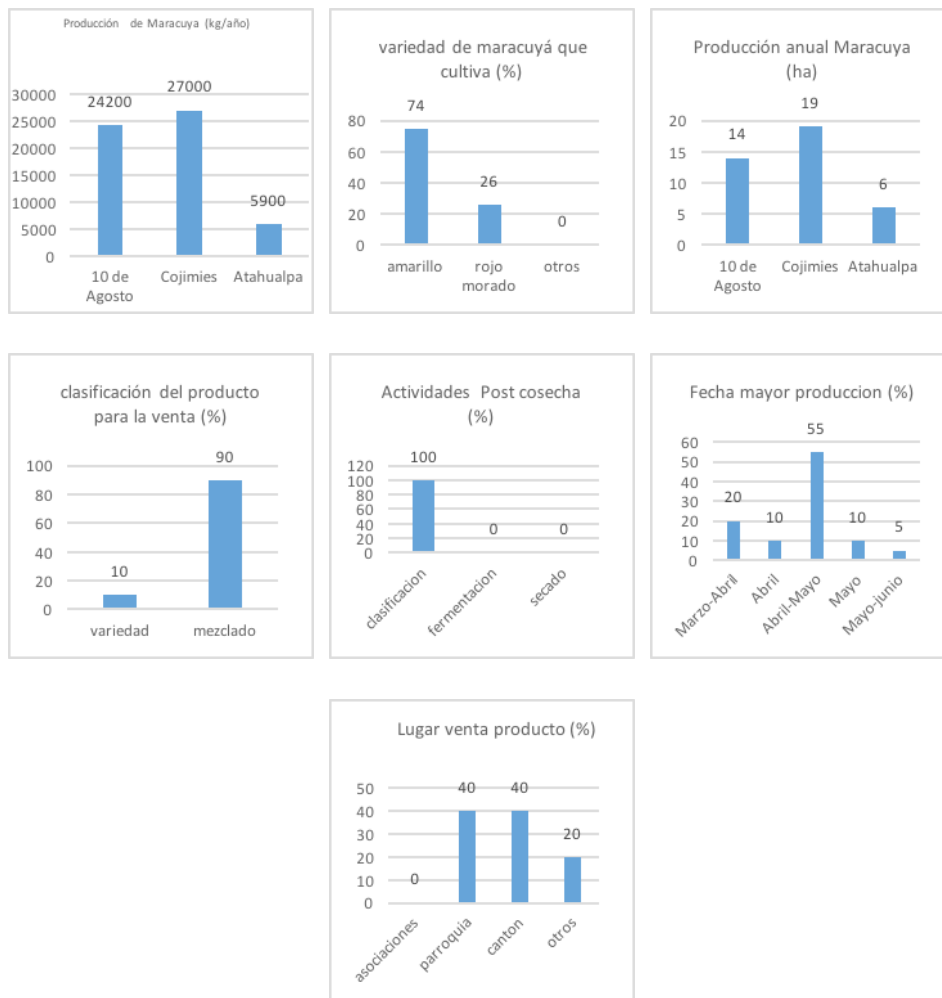 Producción de Maracuya (kg/año)
30000
25000
20000
15000
10000
5000
0
24200
27000
5900
10 de
Agosto
Cojimies
Atahualpa
variedad de maracuyá que
cultiva (%)
80
60
40
20
0
74
26
0
amarillo
rojo
morado
otros
Producción anual Maracuya
(ha)
20
15
10
5
0
14
19
6
10 de
Agosto
Cojimies
Atahualpa
clasificación del producto
para la venta (%)
100
80
60
40
20
0
10
90
variedad
mezclado
Actividades Post cosecha
(%)
120
100
80
60
40
20
0
100
0
0
clasificacion
fermentacion
secado
Fecha mayor produccion (%)
60
50
40
30
20
10
0
20
10
55
10
5
Marzo-Abril
Abril
Abril-Mayo
Mayo
Mayo-junio
Lugar venta producto (%)
50
40
30
20
10
0
0
40
40
20
asociaciones
parroquia
canton
otros